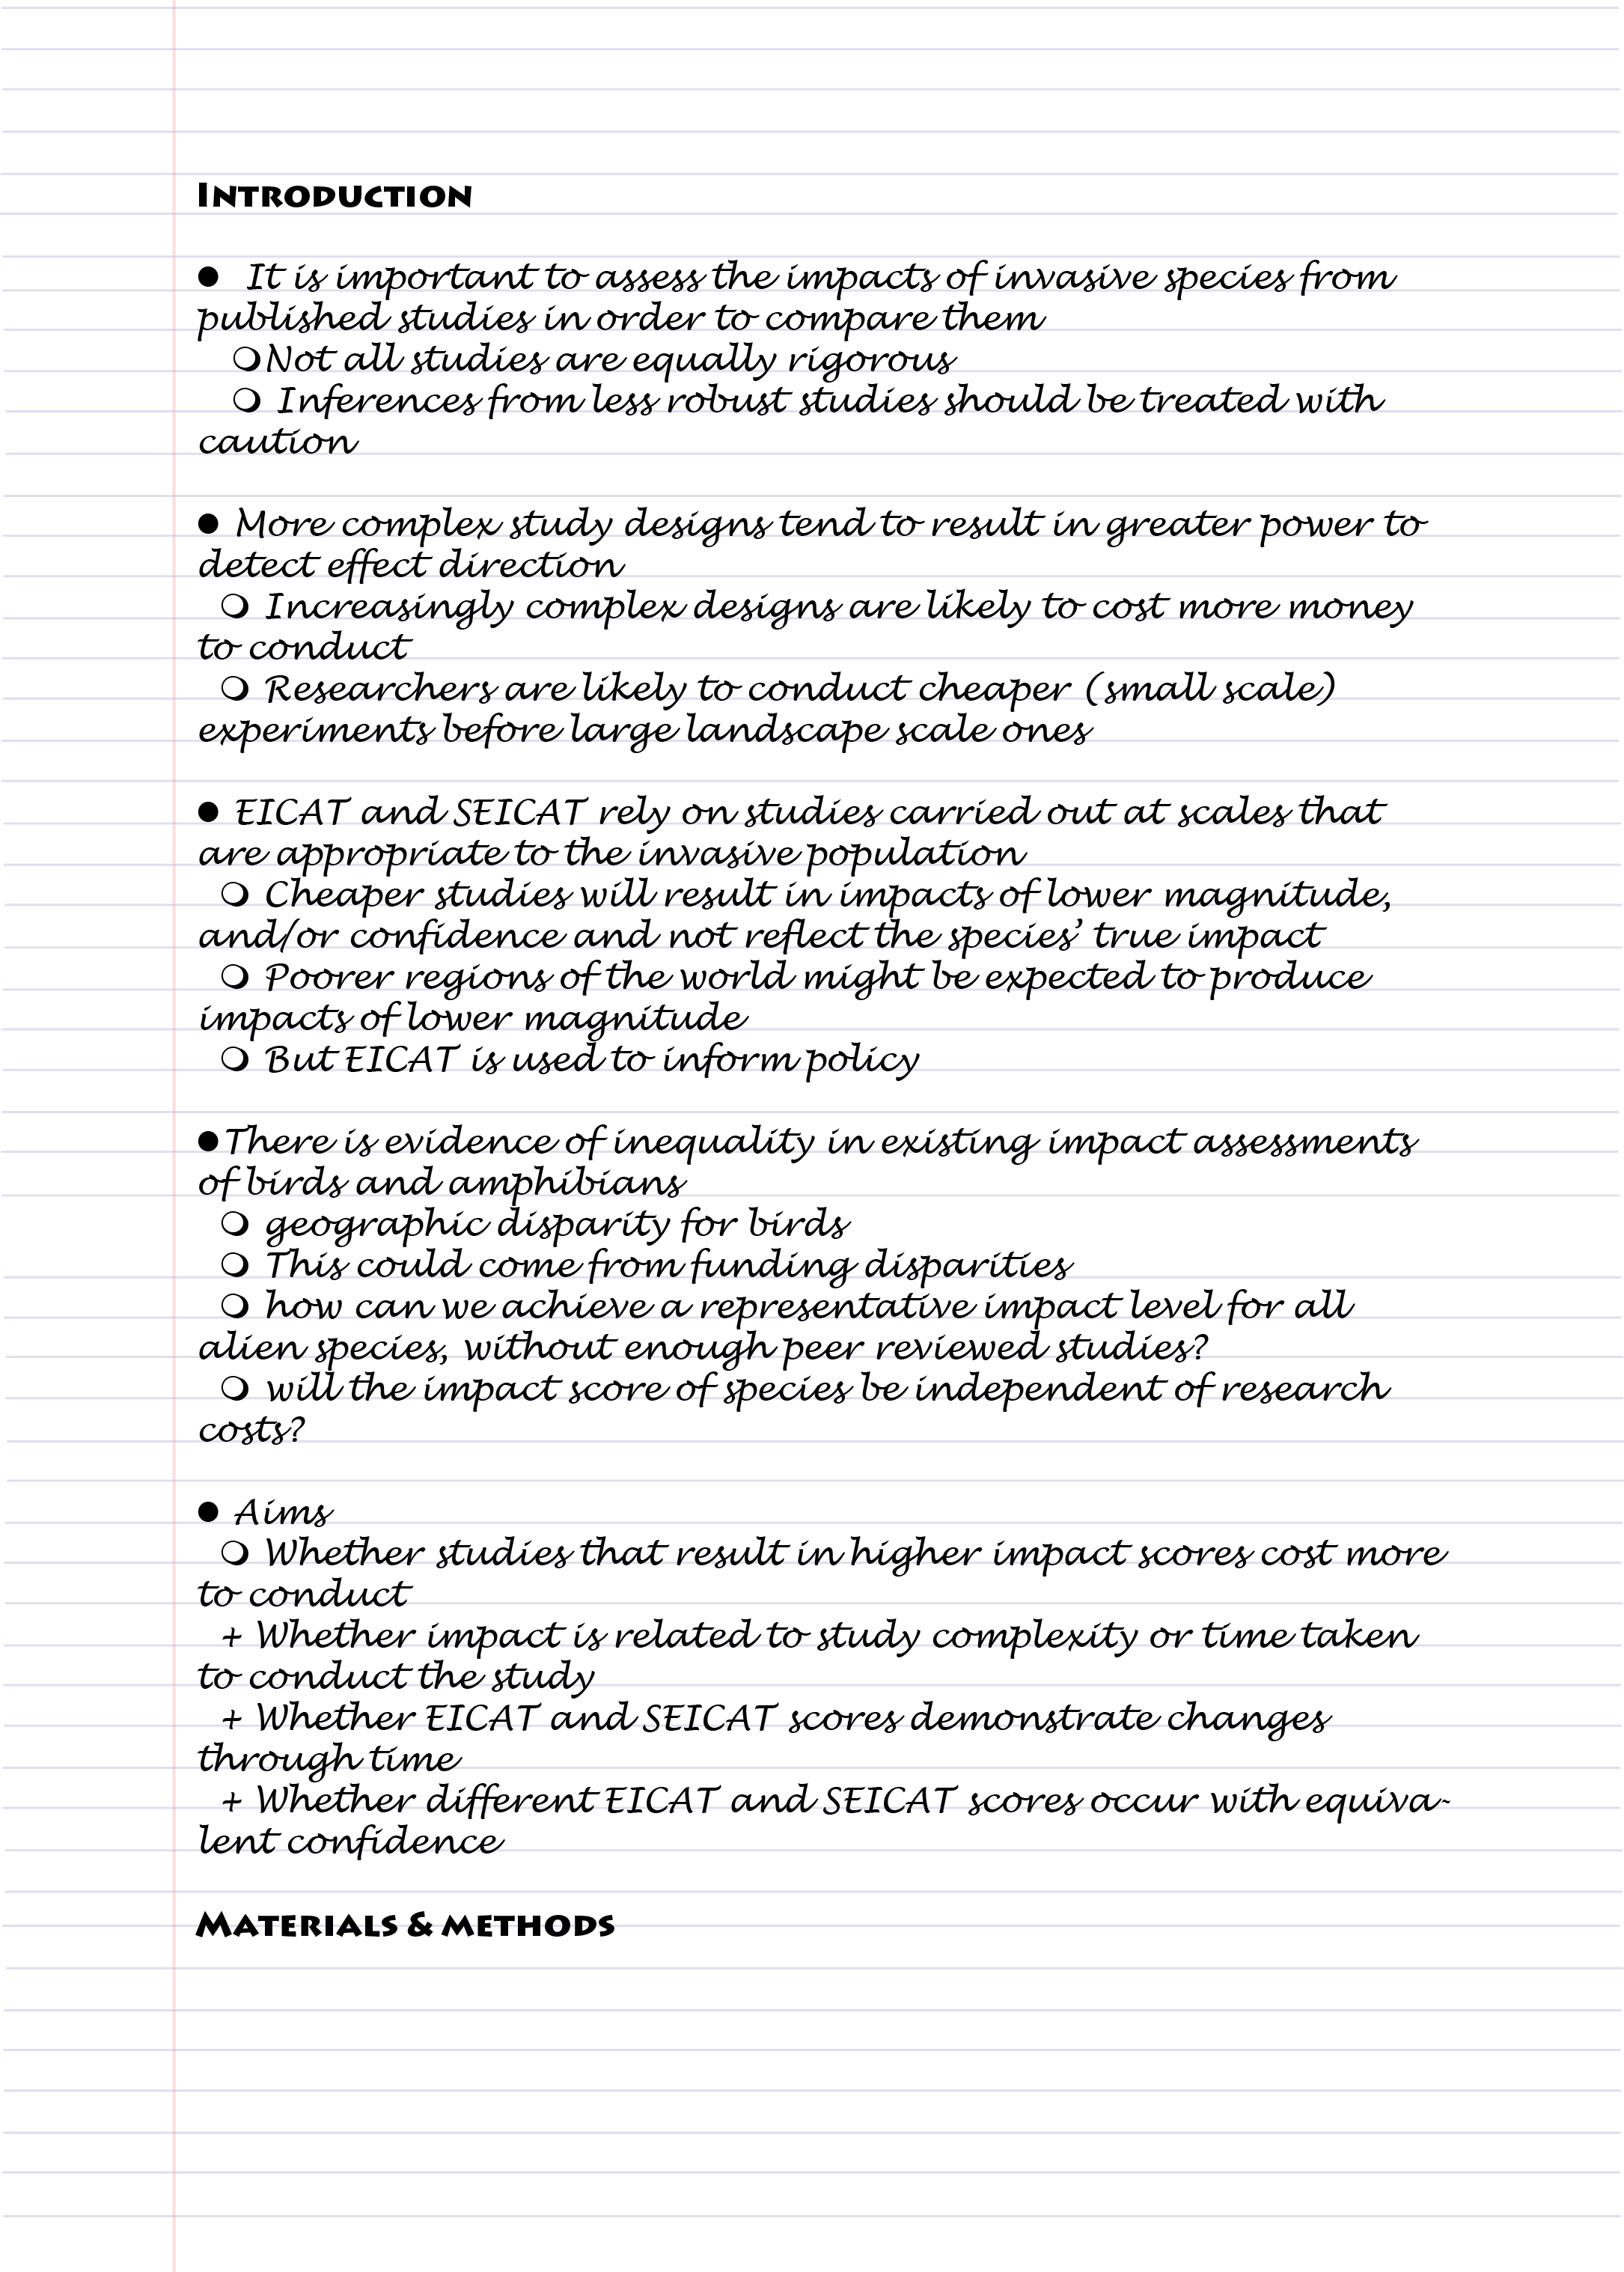 INTRODUCTION
● It is important to assess the impacts of invasive species from
published studies in order to compare them
❍Not all studies are equally rigorous
❍ Inferences from less robust studies should be treated with
caution
● More complex study designs tend to result in greater power to
detect effect direction
❍ Increasingly complex designs are likely to cost more money
to conduct
❍ Researchers are likely to conduct cheaper (small scale)
experiments before large landscape scale ones
● EICAT and SEICAT rely on studies carried out at scales that
are appropriate to the invasive population
❍ Cheaper studies will result in impacts of lower magnitude,
and/or confidence and not reflect the species’ true impact
❍ Poorer regions of the world might be expected to produce
impacts of lower magnitude
❍ But EICAT is used to inform policy
●There is evidence of inequality in existing impact assessments
of birds and amphibians
❍ geographic disparity for birds
❍ This could come from funding disparities
❍ how can we achieve a representative impact level for all
alien species, without enough peer reviewed studies?
❍ will the impact score of species be independent of research
costs?
● Aims
❍ Whether studies that result in higher impact scores cost more
to conduct
+ Whether impact is related to study complexity or time taken
to conduct the study
+ Whether EICAT and SEICAT scores demonstrate changes
through time
+ Whether different EICAT and SEICAT scores occur with equiva-
lent confidence
MATERIALS & METHODS